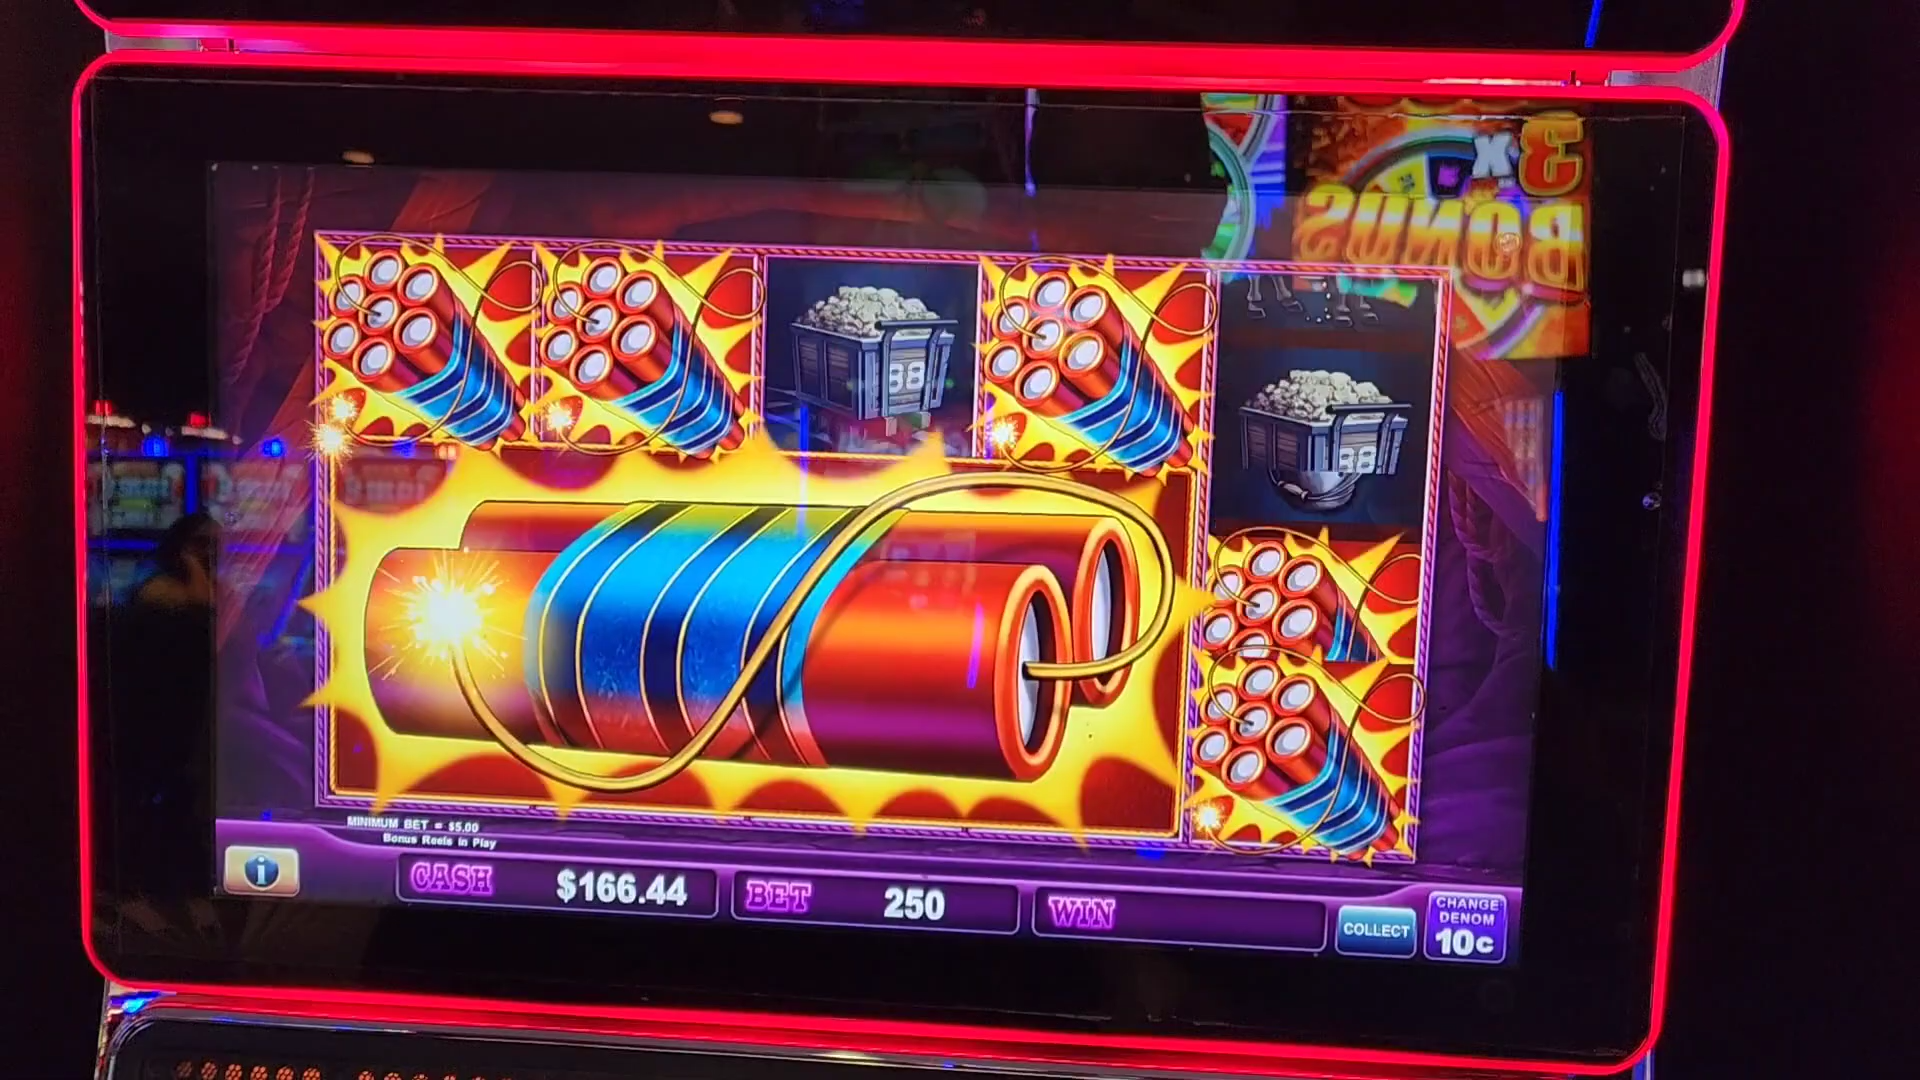 3x
BONUS
88
88
MINIMUM BET = $5.00
Bonus Reels in Play
CASH $166.44 BET 250 WIN
COLLECT
CHANGE
DENOM
10¢